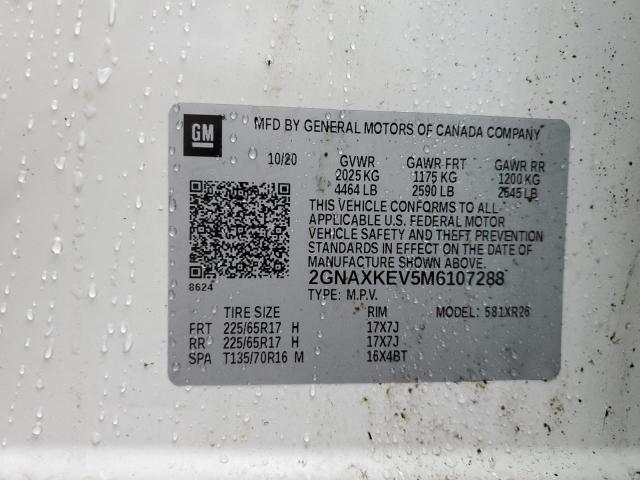 GM MFD BY GENERAL MOTORS OF CANADA COMPANY
10/20 GVWR GAWR FRT GAWR RR
2025 KG 1175 KG 1200 KG
4464 LB 2590 LB 2645 LB
THIS VEHICLE CONFORMS TO ALL
APPLICABLE U.S. FEDERAL MOTOR
VEHICLE SAFETY AND THEFT PREVENTION
STANDARDS IN EFFECT ON THE DATE OF
MANUFACTURE SHOWN ABOVE.
8624 2GNAXKEV5M6107288
TYPE: M.P.V.
TIRE SIZE RIM MODEL: 581XR26
FRT 225/65R17 H 17X7J
RR 225/65R17 H 17X7J
SPA T135/70R16 M 16X4BT